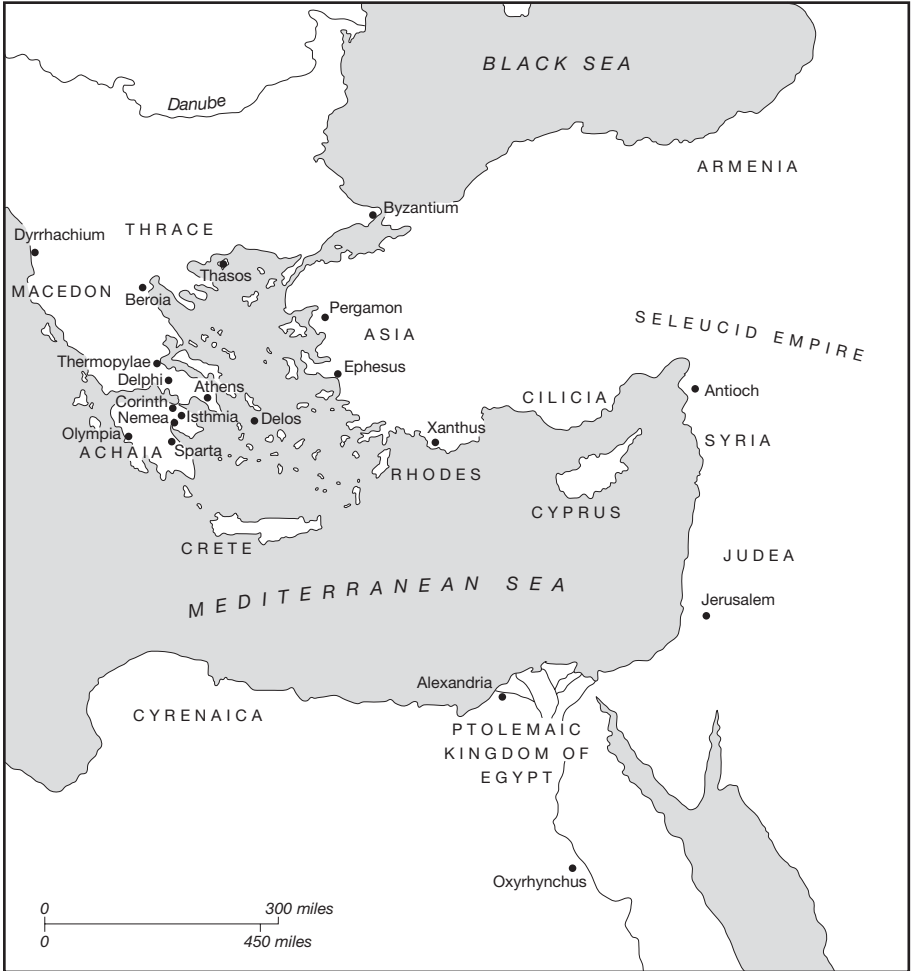 BLACK SEA
Danube
ARMENIA
Byzantium
THRACE
Dyrrhachium
Thasos
MACEDON
Beroia
Pergamon
ASIA
SELEUCID EMPIRE
Thermopylae
Ephesus
Delphi
Athens
Antioch
Corinth
CILICIA
Nemea
Isthmia
Delos
Xanthus
Olympia
SYRIA
ACHAIA
Sparta
RHODES
CYPRUS
CRETE
JUDEA
MEDITERRANEAN SEA
Jerusalem
Alexandria
CYRENAICA
PTOLEMAIC
KINGDOM OF
EGYPT
Oxyrhynchus
0 300 miles
0 450 miles